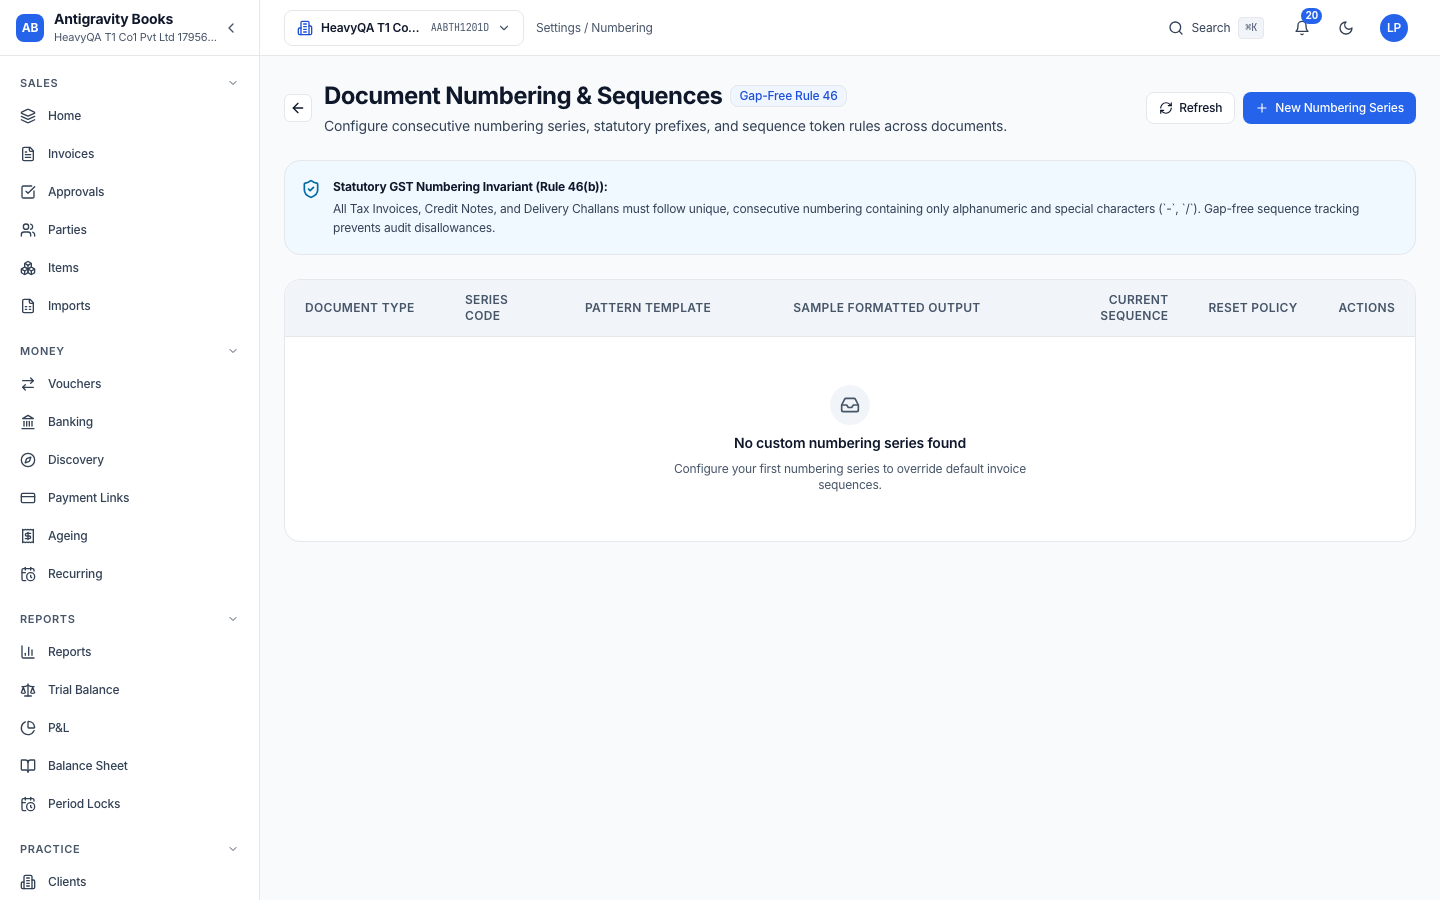 AB
Antigravity Books
HeavyQA T1 Co1 Pvt Ltd 17956...
HeavyQA T1 Co...
AABTH1201D
Settings / Numbering
Search
⌘K
20
LP
SALES
Home
Invoices
Approvals
Parties
Items
Imports
MONEY
Vouchers
Banking
Discovery
Payment Links
Ageing
Recurring
REPORTS
Reports
Trial Balance
P&L
Balance Sheet
Period Locks
PRACTICE
Clients
Document Numbering & Sequences
Gap-Free Rule 46
Configure consecutive numbering series, statutory prefixes, and sequence token rules across documents.
Refresh
New Numbering Series
Statutory GST Numbering Invariant (Rule 46(b)):
All Tax Invoices, Credit Notes, and Delivery Challans must follow unique, consecutive numbering containing only alphanumeric and special characters (`-`, `/`). Gap-free sequence tracking
prevents audit disallowances.
DOCUMENT TYPE
SERIES
CODE
PATTERN TEMPLATE
SAMPLE FORMATTED OUTPUT
CURRENT
SEQUENCE
RESET POLICY
ACTIONS
No custom numbering series found
Configure your first numbering series to override default invoice
sequences.